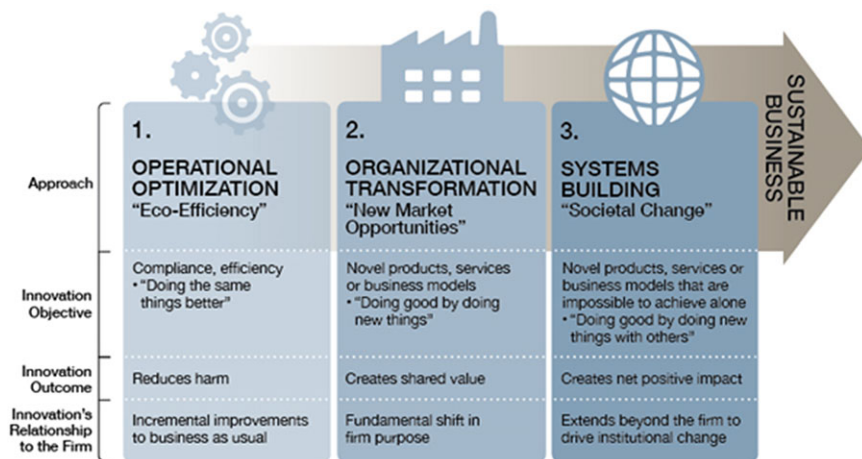 SUSTAINABLE
BUSINESS
Approach
1.
OPERATIONAL
OPTIMIZATION
“Eco-Efficiency”
2.
ORGANIZATIONAL
TRANSFORMATION
“New Market
Opportunities”
3.
SYSTEMS
BUILDING
“Societal Change”
Innovation
Objective
Compliance, efficiency
• “Doing the same
things better”
Novel products, services
or business models
• “Doing good by doing
new things”
Novel products, services or
business models that are
impossible to achieve alone
• “Doing good by doing new
things with others”
Innovation
Outcome
Reduces harm
Creates shared value
Creates net positive impact
Innovation’s
Relationship
to the Firm
Incremental improvements
to business as usual
Fundamental shift in
firm purpose
Extends beyond the firm to
drive institutional change